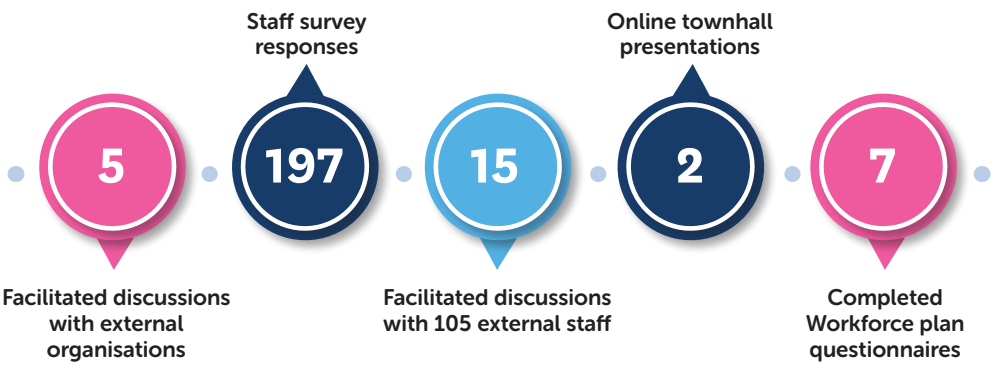 Staff survey
responses
Online townhall
presentations
5
197
15
2
7
Facilitated discussions
with external
organisations
Facilitated discussions
with 105 external staff
Completed
Workforce plan
questionnaires